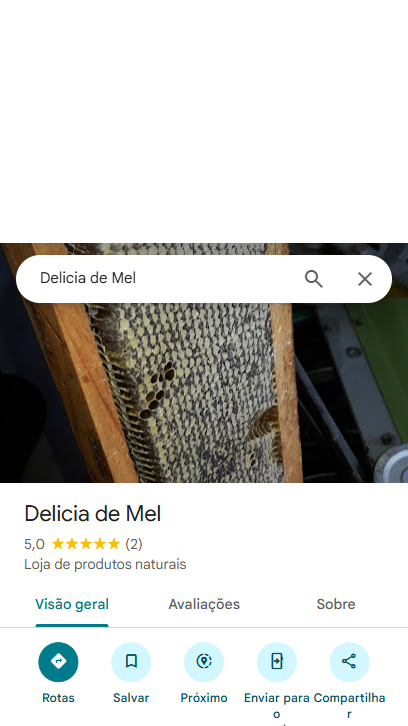 Delicia de Mel
Delicia de Mel
5,0 (2)
Loja de produtos naturais
Visão geral
Avaliações
Sobre
Rotas
Salvar
Próximo
Enviar para o
Compartilhar